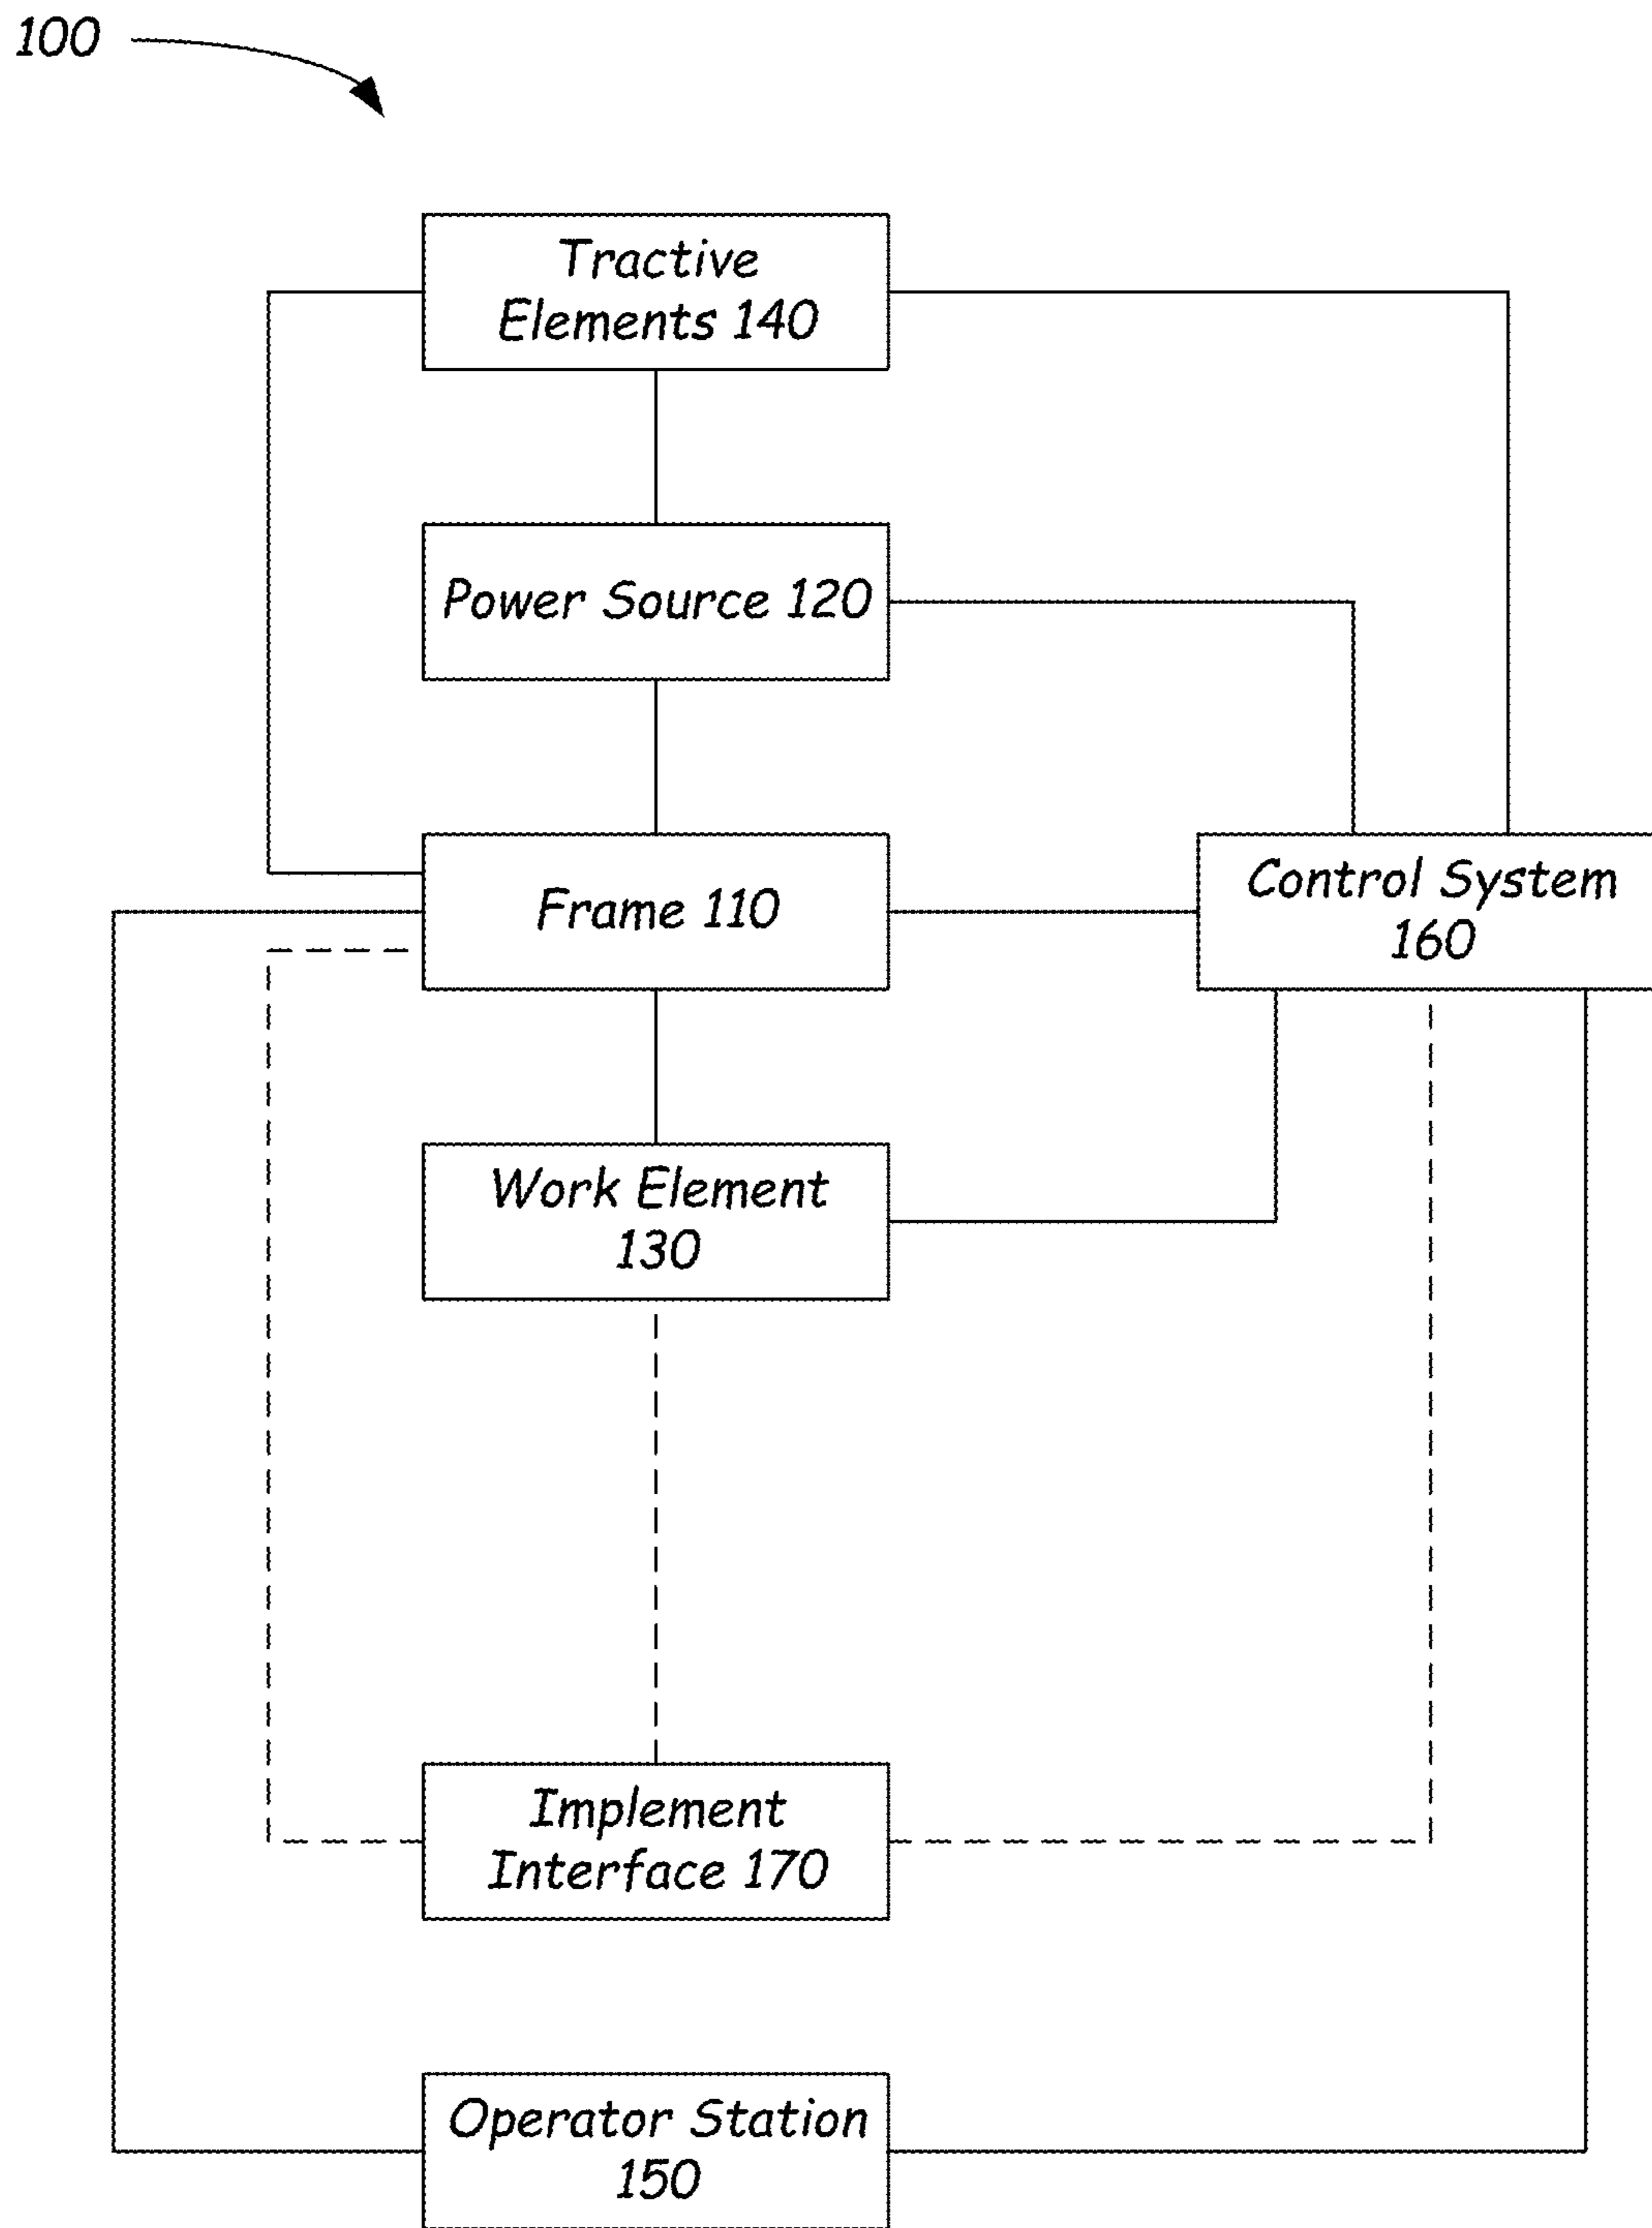 100
Tractive
Elements 140
Power Source 120
Frame 110
Control System
160
Work Element
130
Implement
Interface 170
Operator Station
150